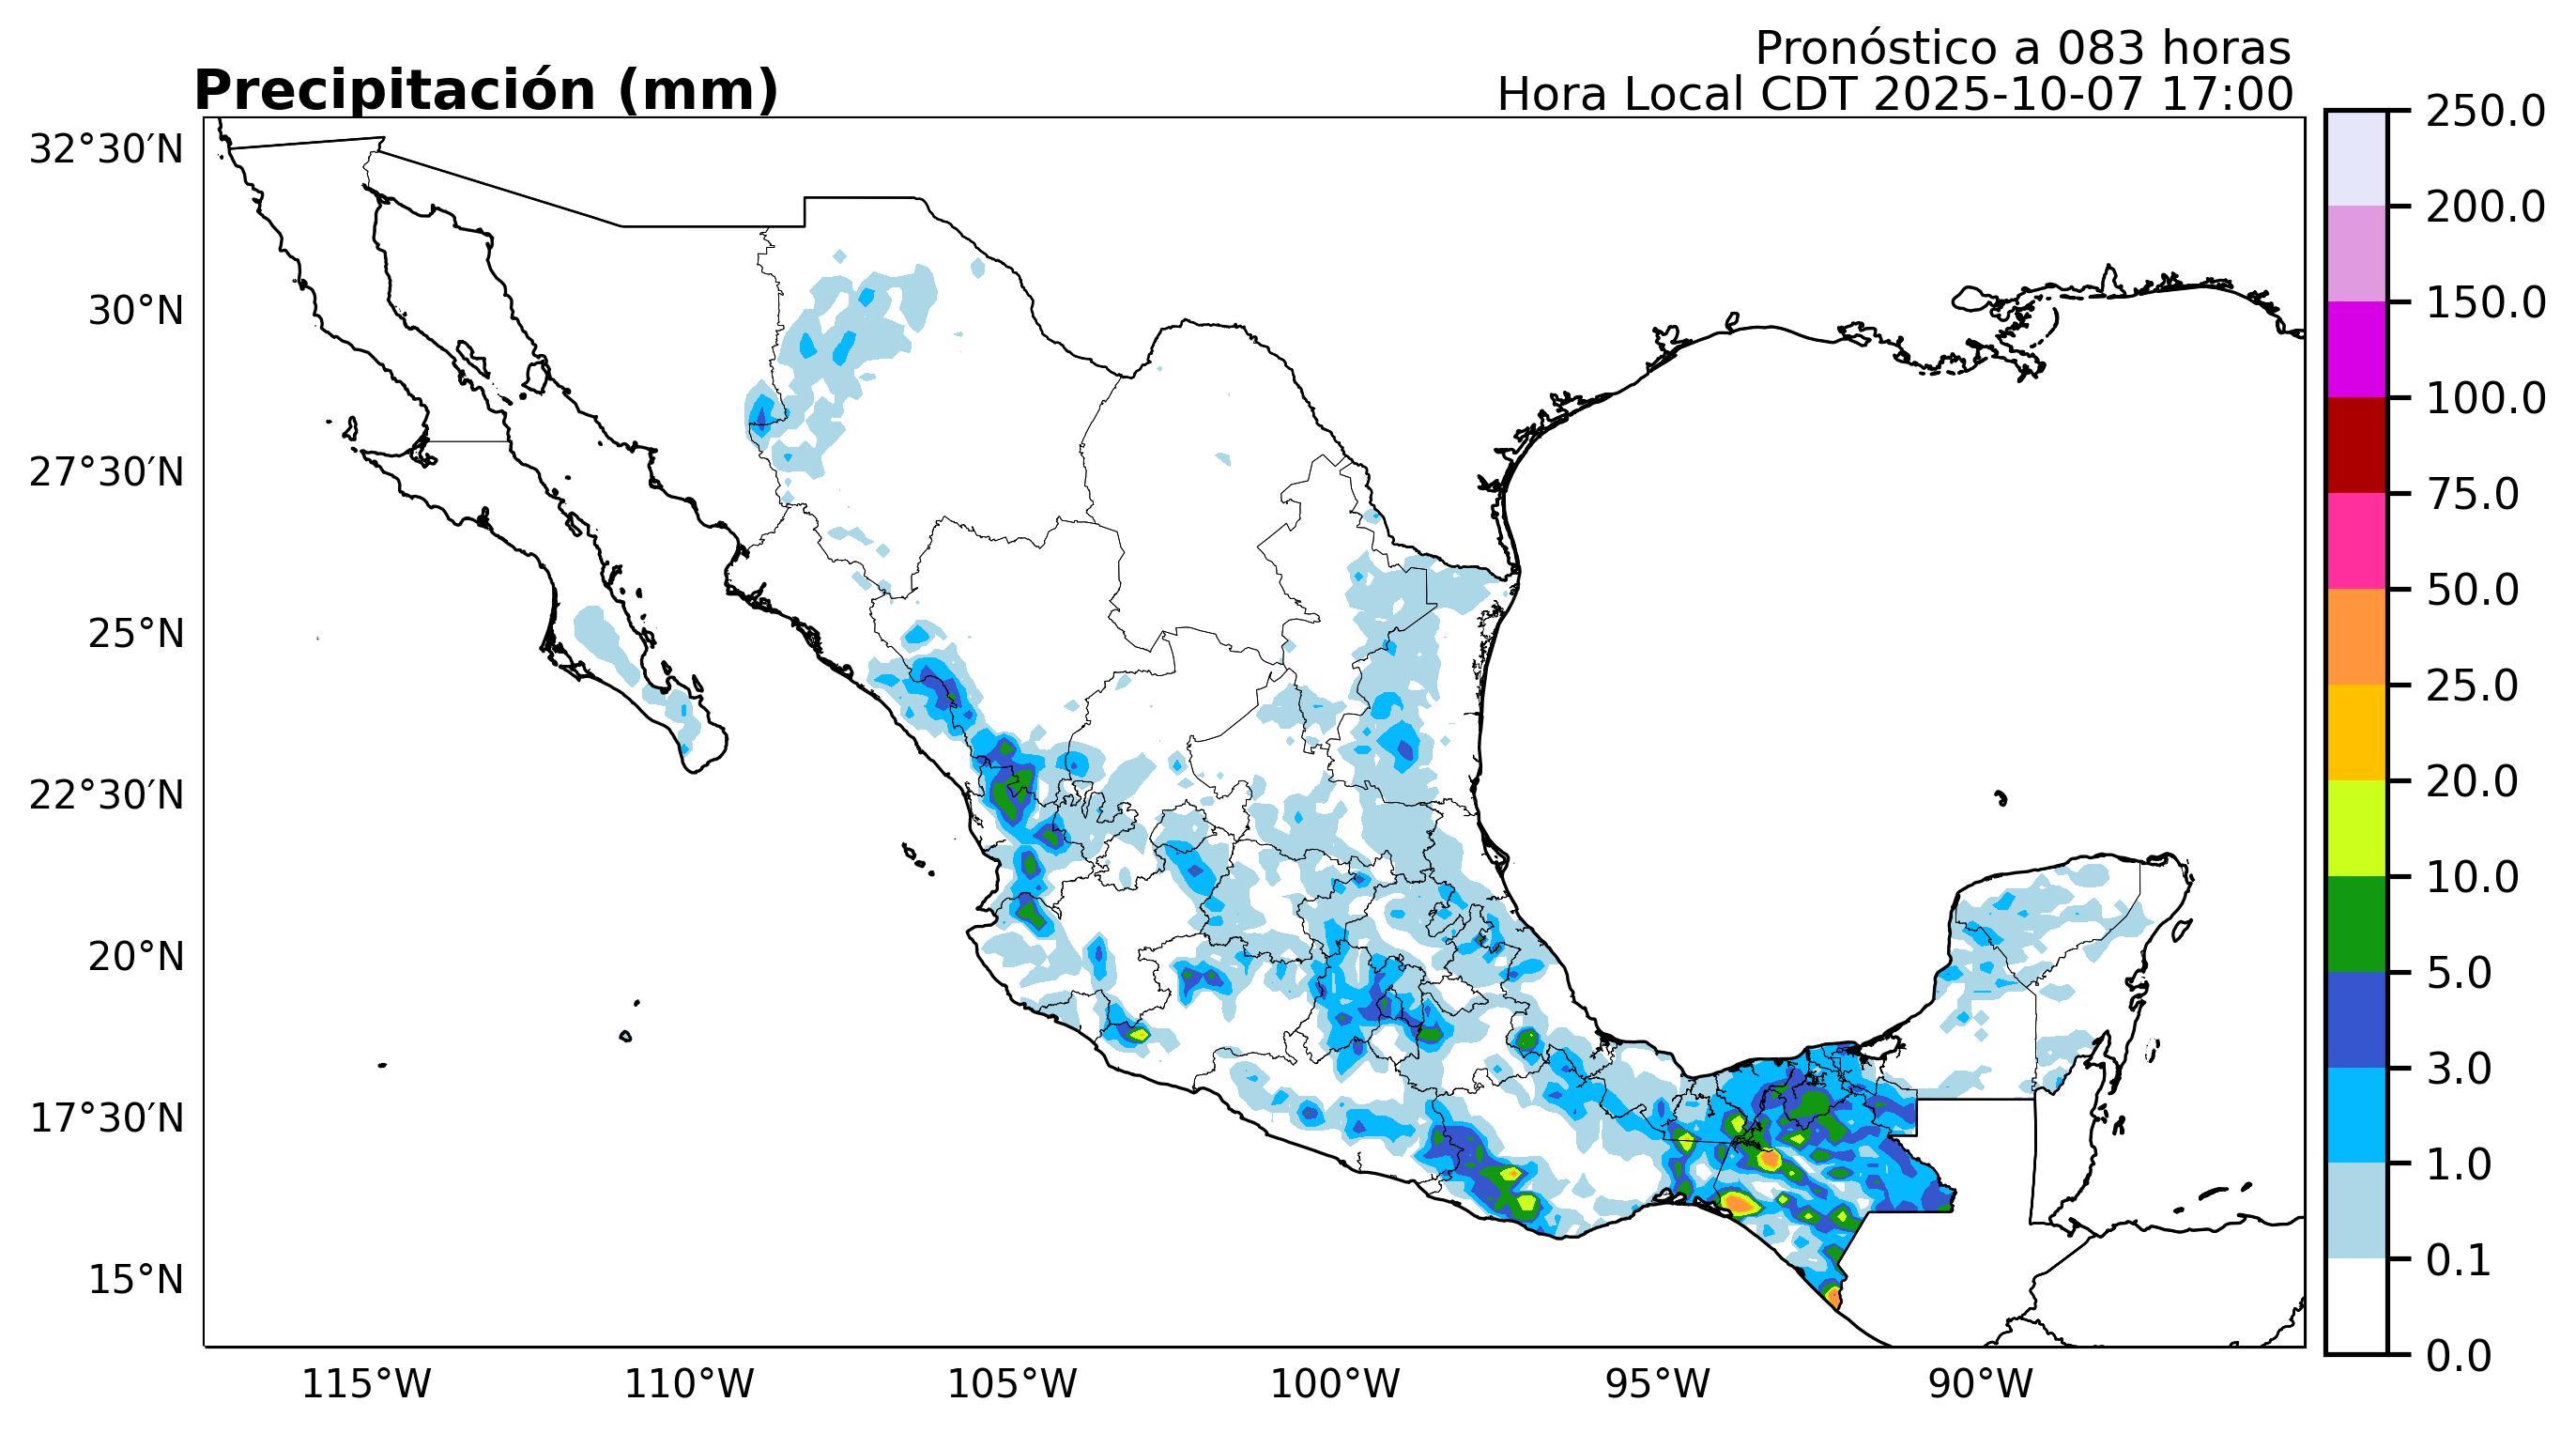 Pronóstico a 083 horas
Precipitación (mm)
Hora Local CDT 2025-10-07 17:00
32°30′N
30°N
27°30′N
25°N
22°30′N
20°N
17°30′N
15°N
115°W
110°W
105°W
100°W
95°W
90°W
250.0
200.0
150.0
100.0
75.0
50.0
25.0
20.0
10.0
5.0
3.0
1.0
0.1
0.0